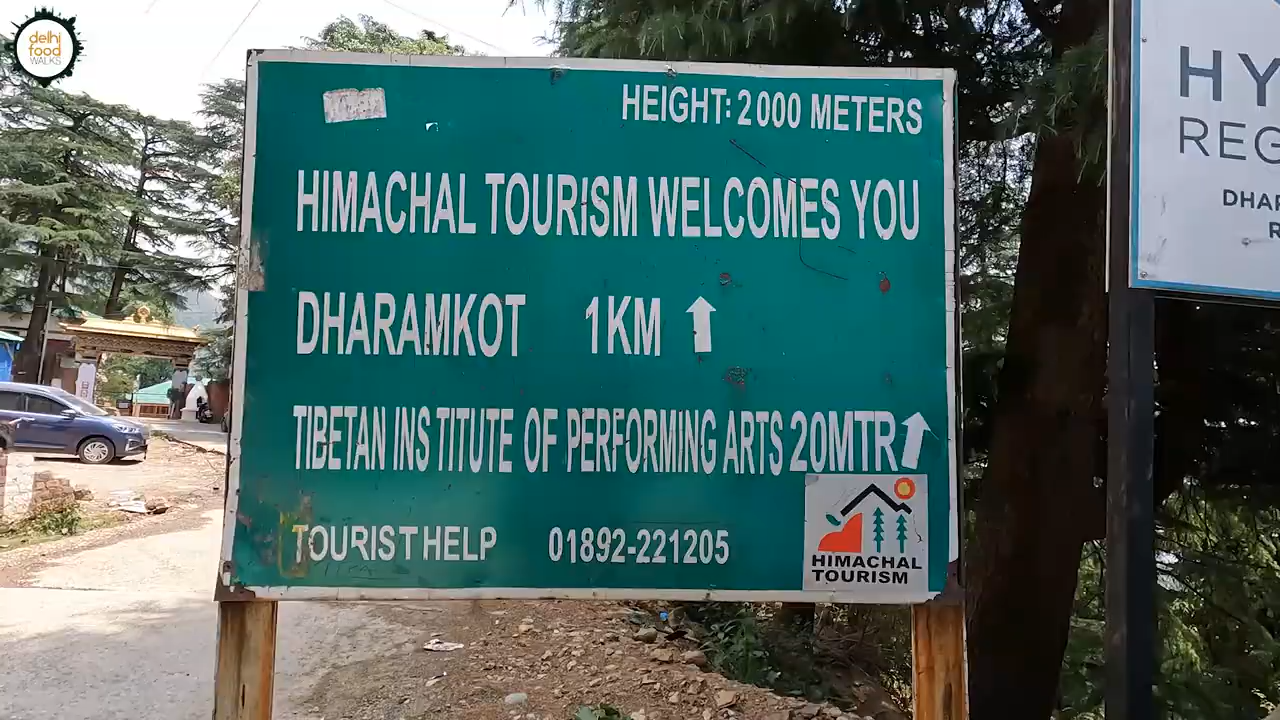 delhi
food
WALKS
HEIGHT: 2000 METERS
HIMACHAL TOURISM WELCOMES YOU
DHARAMKOT 1KM
TIBETAN INSTITUTE OF PERFORMING ARTS 20MTR
TOURIST HELP 01892-221205
HIMACHAL
TOURISM
HY
REG
DHAR
R